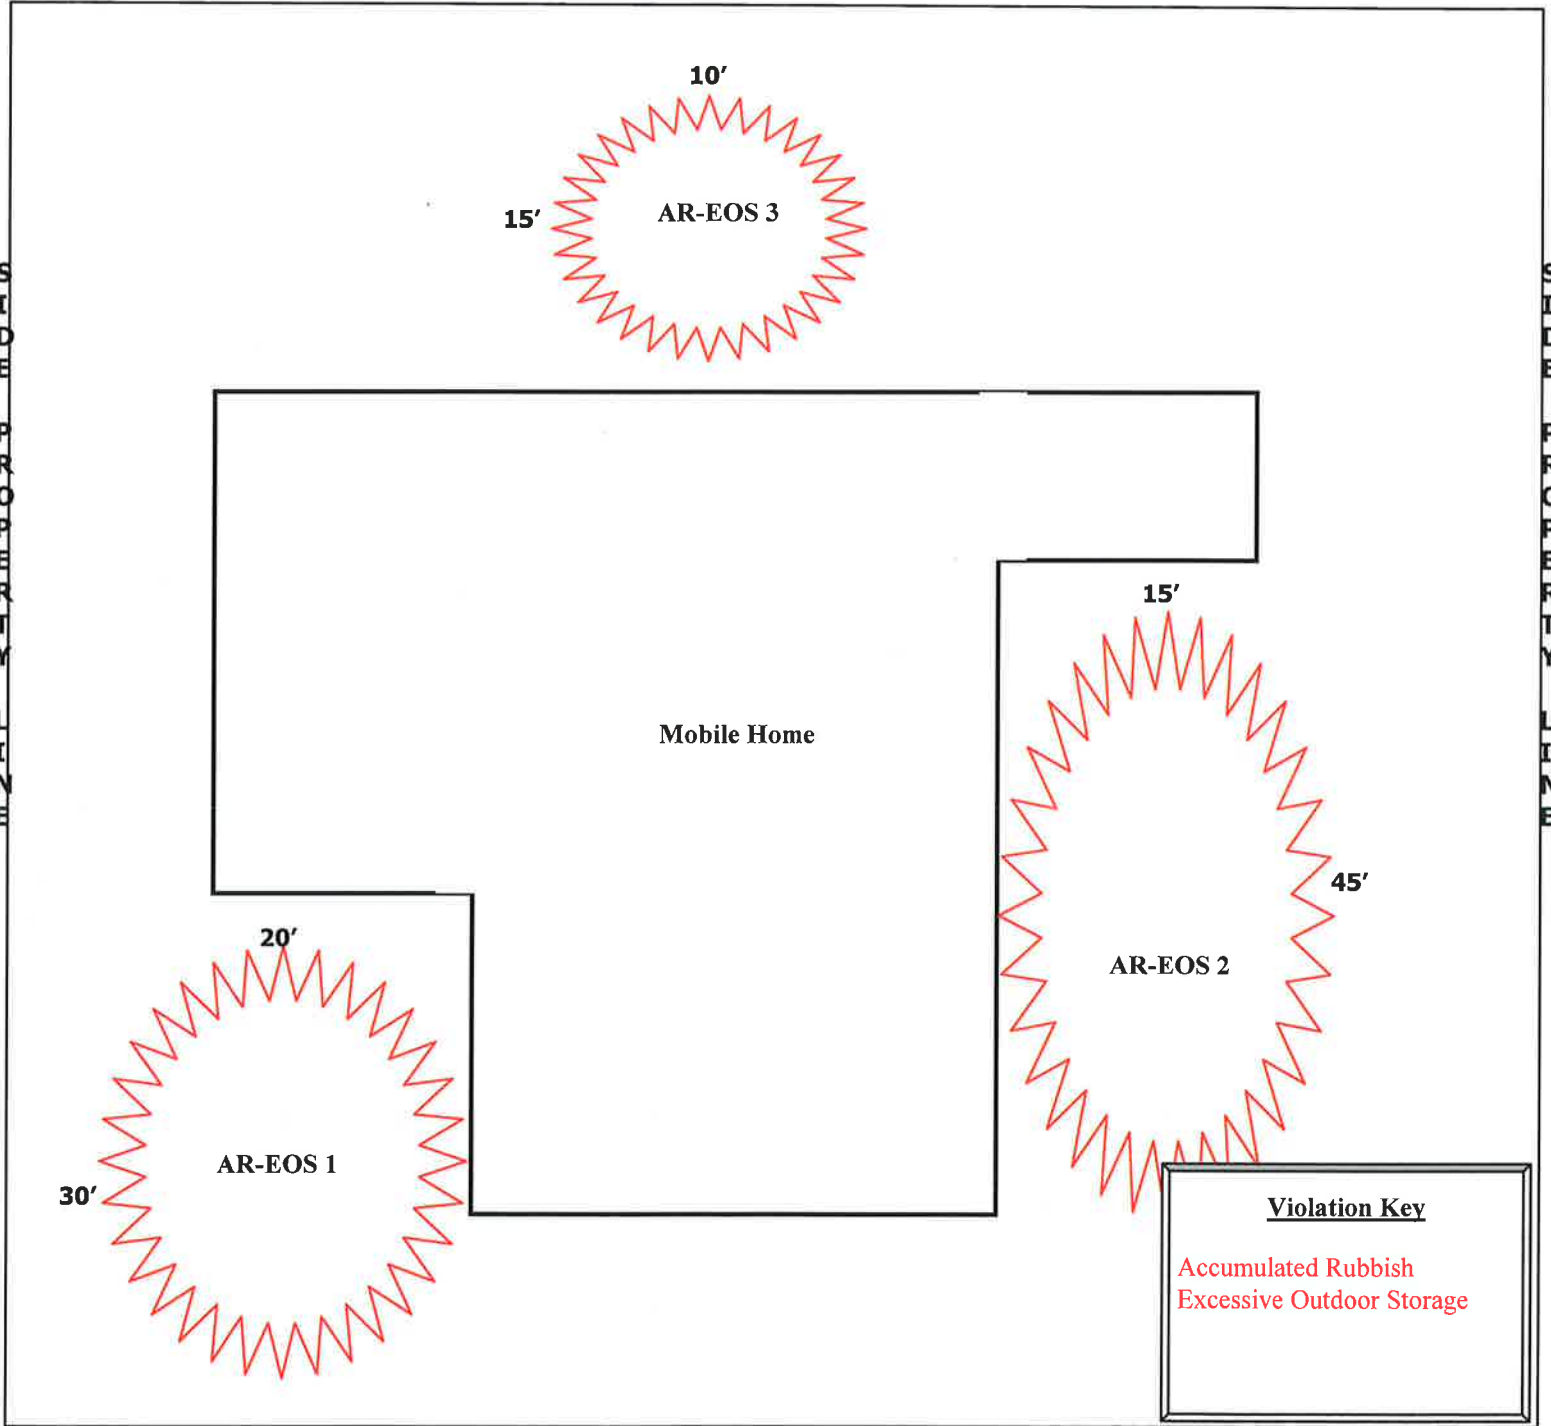 10'
15'
AR-EOS 3
SIDE PROPERTY LINE
SIDE PROPERTY LINE
15'
Mobile Home
45'
20'
AR-EOS 2
AR-EOS 1
30'
Violation Key
Accumulated Rubbish
Excessive Outdoor Storage